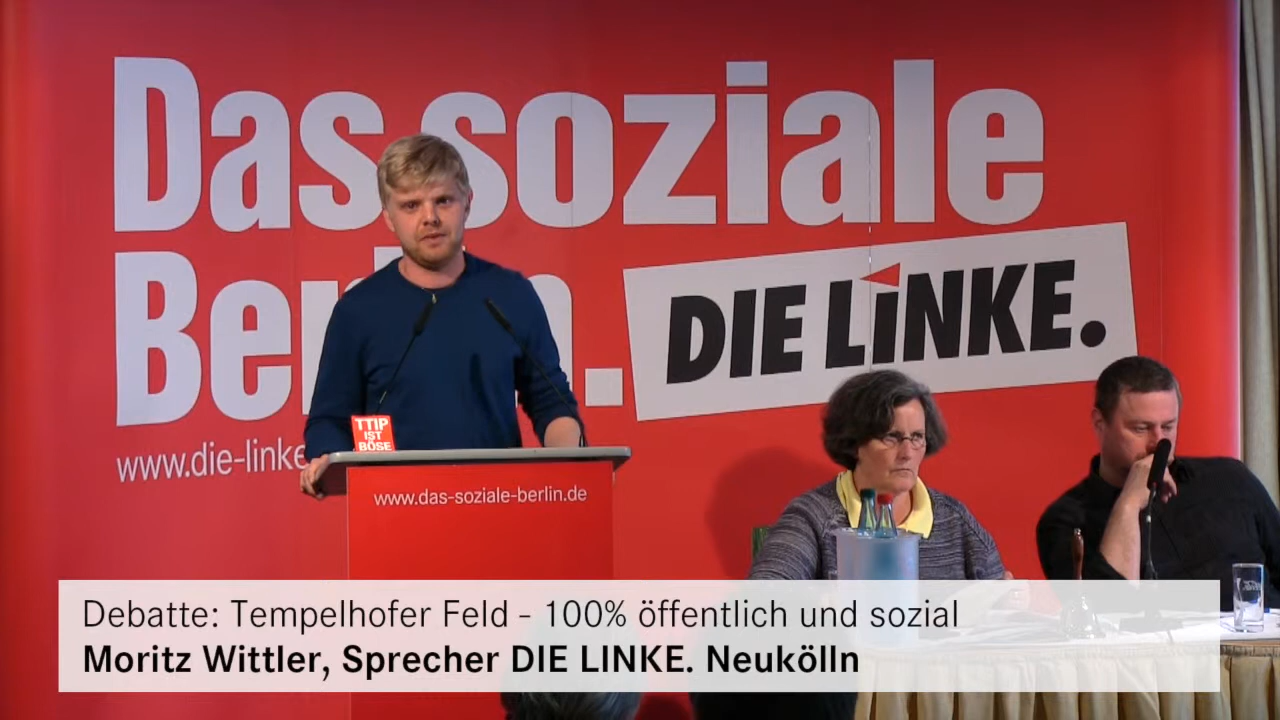 Das soziale
Be
DIE LINKE.
www.die-linke
TTIP
IST
BÖSE
www.das-soziale-berlin.de
Debatte: Tempelhofer Feld - 100% öffentlich und sozial
Moritz Wittler, Sprecher DIE LINKE. Neukölln